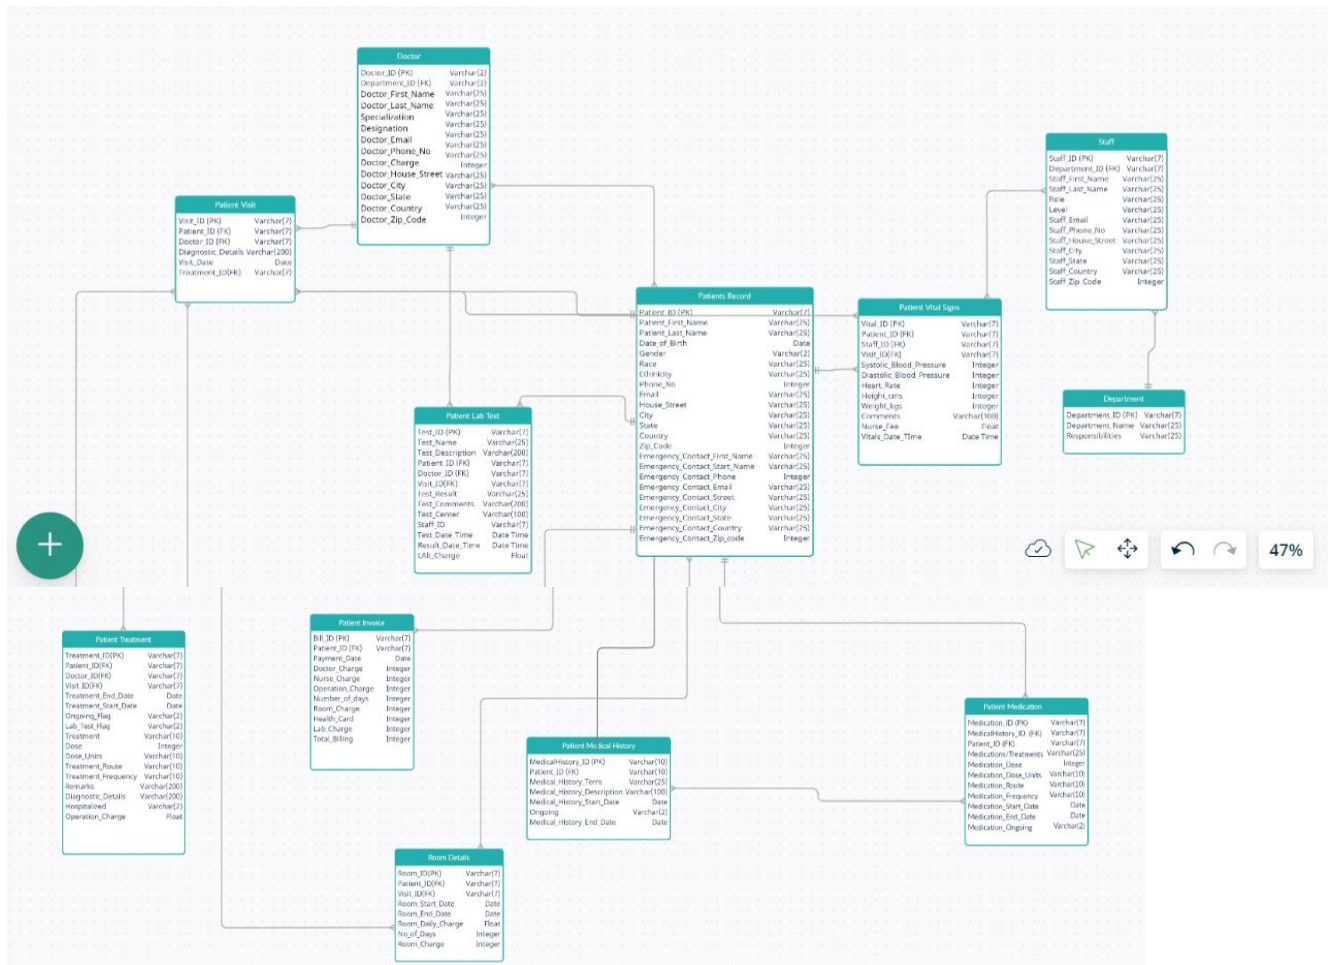 Doctor
Doctor_ID (PK) Varchar(2)
Department_ID (FK) Varchar(2)
Doctor_First_Name Varchar(25)
Doctor_Last_Name Varchar(25)
Specialization Varchar(25)
Designation Varchar(25)
Doctor_Email Varchar(25)
Doctor_Phone_No Varchar(25)
Doctor_Charge Integer
Doctor_House_Street Varchar(25)
Doctor_City Varchar(25)
Doctor_State Varchar(25)
Doctor_Country Varchar(25)
Doctor_Zip_Code Integer
Staff
Staff_ID (PK) Varchar(7)
Department_ID (FK) Varchar(7)
Staff_First_Name Varchar(25)
Staff_Last_Name Varchar(25)
Role Varchar(25)
Level Varchar(25)
Staff_Email Varchar(25)
Staff_Phone_No Varchar(25)
Staff_House_Street Varchar(25)
Staff_City Varchar(25)
Staff_State Varchar(25)
Staff_Country Varchar(25)
Staff_Zip_Code Integer
Patient Visit
Visit_ID (PK) Varchar(7)
Patient_ID (FK) Varchar(7)
Doctor_ID (FK) Varchar(7)
Diagnostic_Details Varchar(200)
Visit_Date Date
Treatment_ID(FK) Varchar(7)
Patients Record
Patient_ID (PK) Varchar(7)
Patient_First_Name Varchar(25)
Patient_Last_Name Varchar(25)
Date_of_Birth Date
Gender Varchar(2)
Race Varchar(25)
Ethinicity Varchar(25)
Phone_No Integer
Email Varchar(25)
House_Street Varchar(25)
City Varchar(25)
State Varchar(25)
Country Varchar(25)
Zip_Code Integer
Emergency_Contact_First_Name Varchar(25)
Emergency_Contact_Start_Name Varchar(25)
Emergency_Contact_Phone Integer
Emergency_Contact_Email Varchar(25)
Emergency_Contact_Street Varchar(25)
Emergency_Contact_City Varchar(25)
Emergency_Contact_State Varchar(25)
Emergency_Contact_Country Varchar(25)
Emergency_Contact_Zip_code Integer
Patient Vital Signs
Vital_ID (PK) Varchar(7)
Patient_ID (FK) Varchar(7)
Staff_ID (FK) Varchar(7)
Visit_ID(FK) Varchar(7)
Systolic_Blood_Pressure Integer
Diastolic_Blood_Pressure Integer
Heart_Rate Integer
Height_cms Integer
Weight_kgs Integer
Comments Varchar(100)
Nurse_Fee Float
Vitals_Date_TIme Date Time
Department
Department_ID (PK) Varchar(7)
Department_Name Varchar(25)
Responsibilities Varchar(25)
Patient Lab Test
Test_ID (PK) Varchar(7)
Test_Name Varchar(25)
Test_Description Varchar(200)
Patient_ID (FK) Varchar(7)
Doctor_ID (FK) Varchar(7)
Visit_ID(FK) Varchar(7)
Test_Result Varchar(25)
Test_Comments Varchar(200)
Test_Center Varchar(100)
Staff_ID Varchar(7)
Test_Date_Time Date Time
Result_Date_Time Date Time
LAb_Charge Float
47%
Patient Treatment
Treatment_ID(PK) Varchar(7)
Patient_ID(FK) Varchar(7)
Doctor_ID(FK) Varchar(7)
Visit_ID(FK) Varchar(7)
Treatment_End_Date Date
Treatment_Start_Date Date
Ongoing_Flag Varchar(2)
Lab_Test_Flag Varchar(2)
Treatment Varchar(10)
Dose Integer
Dose_Units Varchar(10)
Treatment_Route Varchar(10)
Treatment_Frequency Varchar(10)
Remarks Varchar(200)
Diagnostic_Details Varchar(200)
Hospitalized Varchar(2)
Operation_Charge Float
Patient Invoice
Bill_ID (PK) Varchar(7)
Patient_ID (FK) Varchar(7)
Payment_Date Date
Doctor_Charge Integer
Nurse_Charge Integer
Operation_Charge Integer
Number_of_days Integer
Room_Charge Integer
Health_Card Integer
Lab_Charge Integer
Total_Billing Integer
Patient Medical History
MedicalHistory_ID (PK) Varchar(10)
Patient_ID (FK) Varchar(10)
Medical_History_Term Varchar(25)
Medical_History_Description Varchar(100)
Medical_History_Start_Date Date
Ongoing Varchar(2)
Medical_History_End_Date Date
Patient Medication
Medication_ID (PK) Varchar(7)
MedicalHistory_ID (FK) Varchar(7)
Patient_ID (FK) Varchar(7)
Medications/Treatments Varchar(25)
Medication_Dose Integer
Medication_Dose_Units Varchar(10)
Medication_Route Varchar(10)
Medication_Frequency Varchar(10)
Medication_Start_Date Date
Medication_End_Date Date
Medication_Ongoing Varchar(2)
Room Details
Room_ID(PK) Varchar(7)
Patient_ID(FK) Varchar(7)
Visit_ID(FK) Varchar(7)
Room_Start_Date Date
Room_End_Date Date
Room_Daily_Charge Float
No_of_Days Integer
Room_Charge Integer